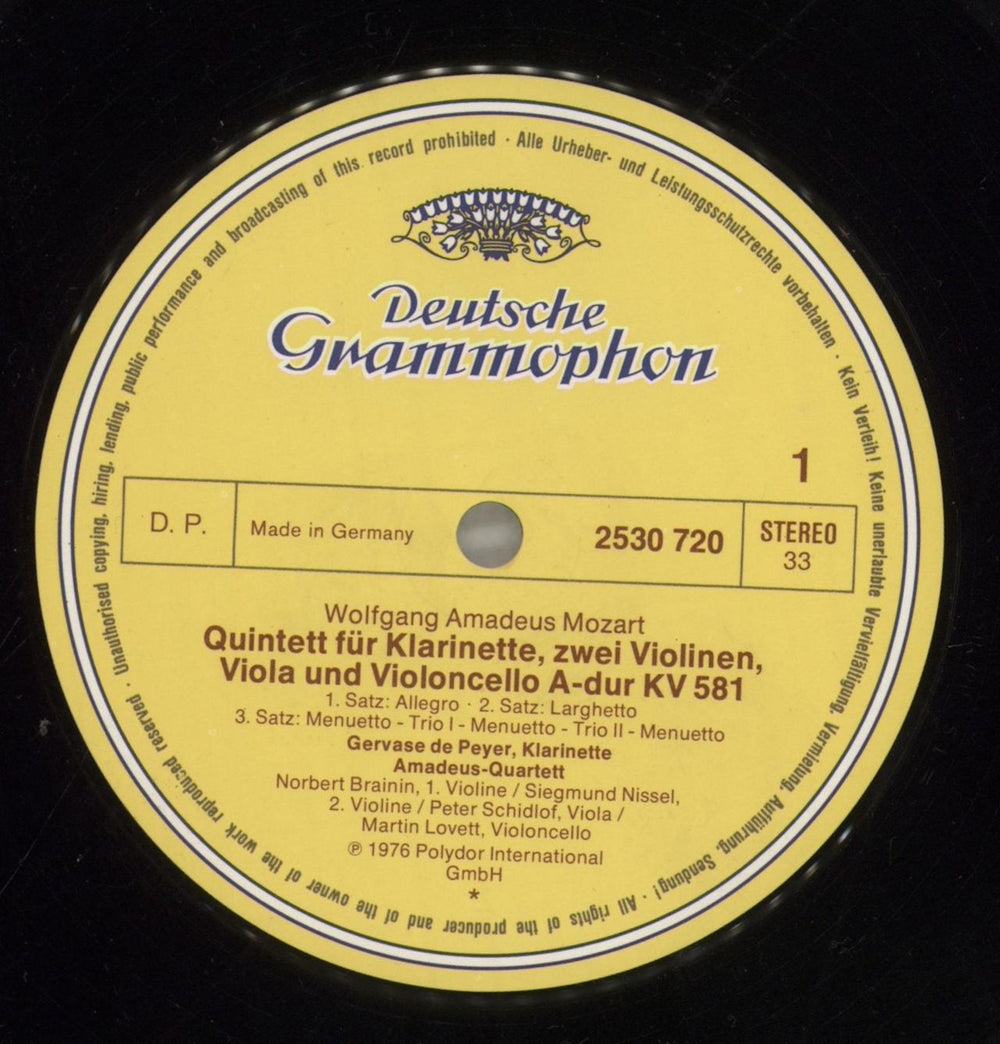 Deutsche
Grammophon
1
D. P.
Made in Germany
2530 720
STEREO
33
Wolfgang Amadeus Mozart
Quintett für Klarinette, zwei Violinen,
Viola und Violoncello A-dur KV 581
1. Satz: Allegro · 2. Satz: Larghetto
3. Satz: Menuetto - Trio I - Menuetto - Trio II - Menuetto
Gervase de Peyer, Klarinette
Amadeus-Quartett
Norbert Brainin, 1. Violine / Siegmund Nissel,
2. Violine / Peter Schidlof, Viola /
Martin Lovett, Violoncello
℗ 1976 Polydor International
GmbH
*
Alle Urheber- und Leistungsschutzrechte vorbehalten · Kein Verleih! Keine unerlaubte Vervielfältigung, Vermietung, Aufführung, Sendung! · All rights of the producer and of the owner of the work reproduced reserved · Unauthorised copying, hiring, lending, public performance and broadcasting of this record prohibited ·